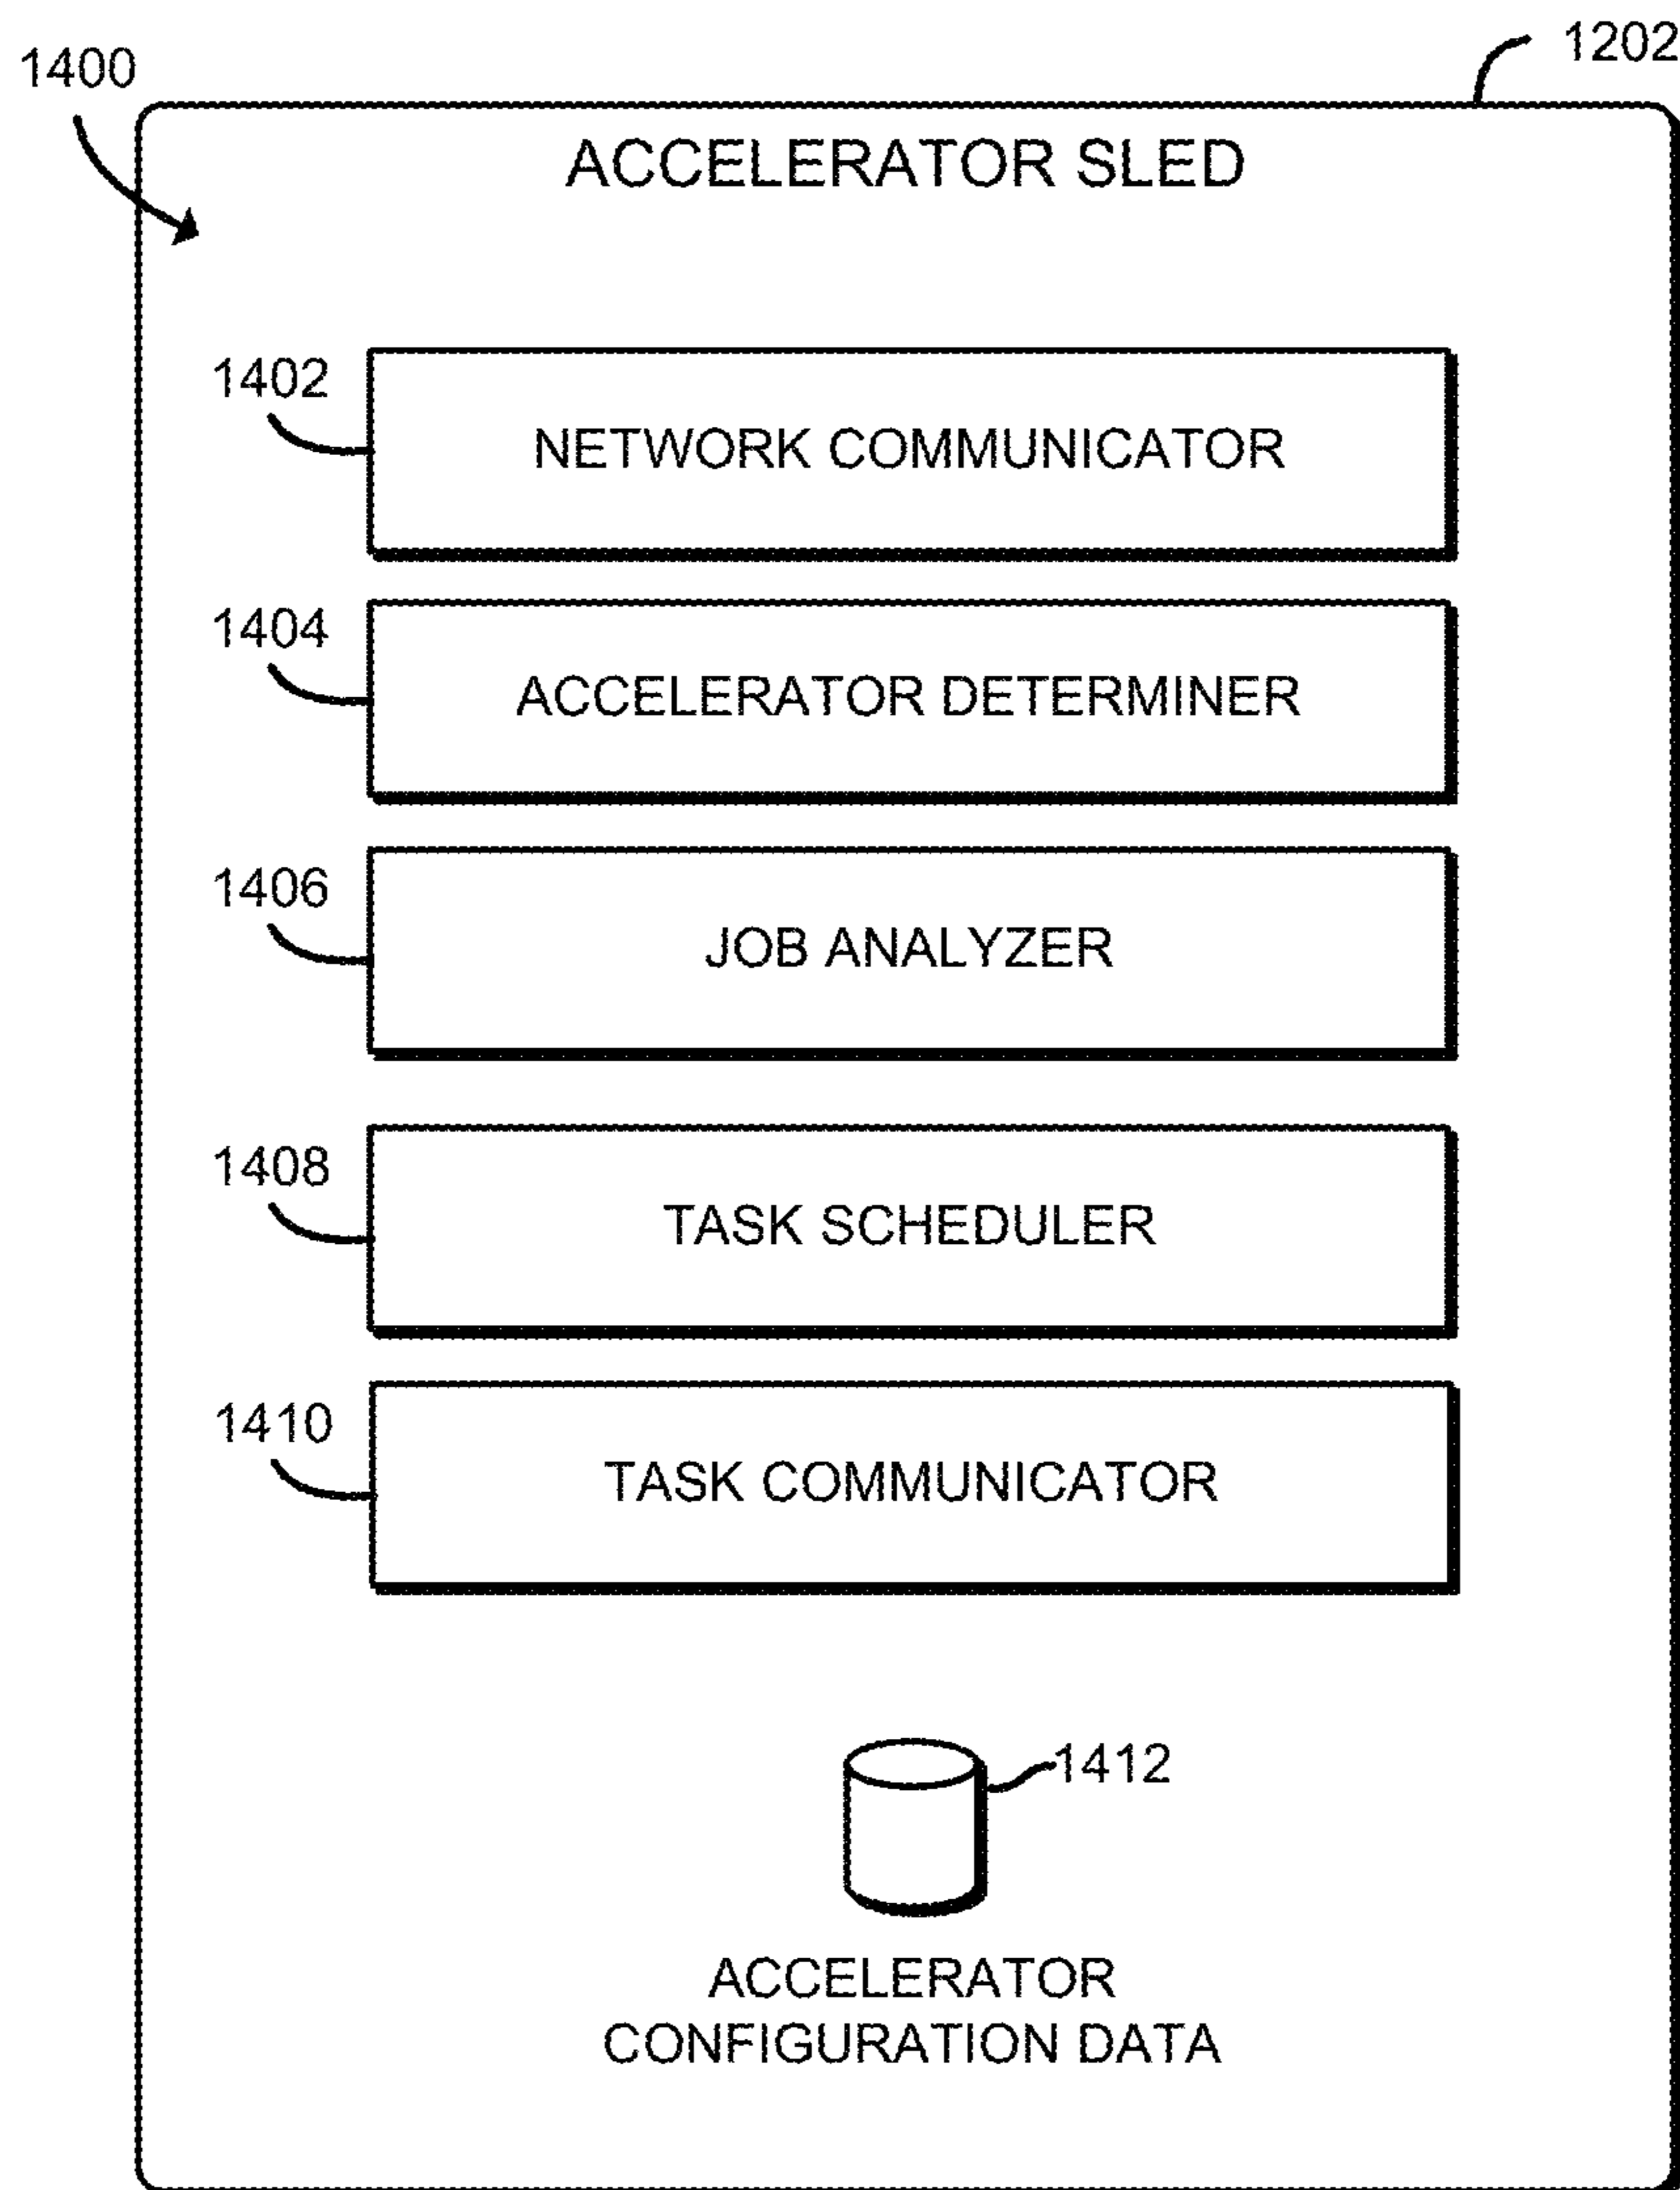 1400
1202
ACCELERATOR SLED
1402
NETWORK COMMUNICATOR
1404
ACCELERATOR DETERMINER
1406
JOB ANALYZER
1408
TASK SCHEDULER
1410
TASK COMMUNICATOR
1412
ACCELERATOR
CONFIGURATION DATA